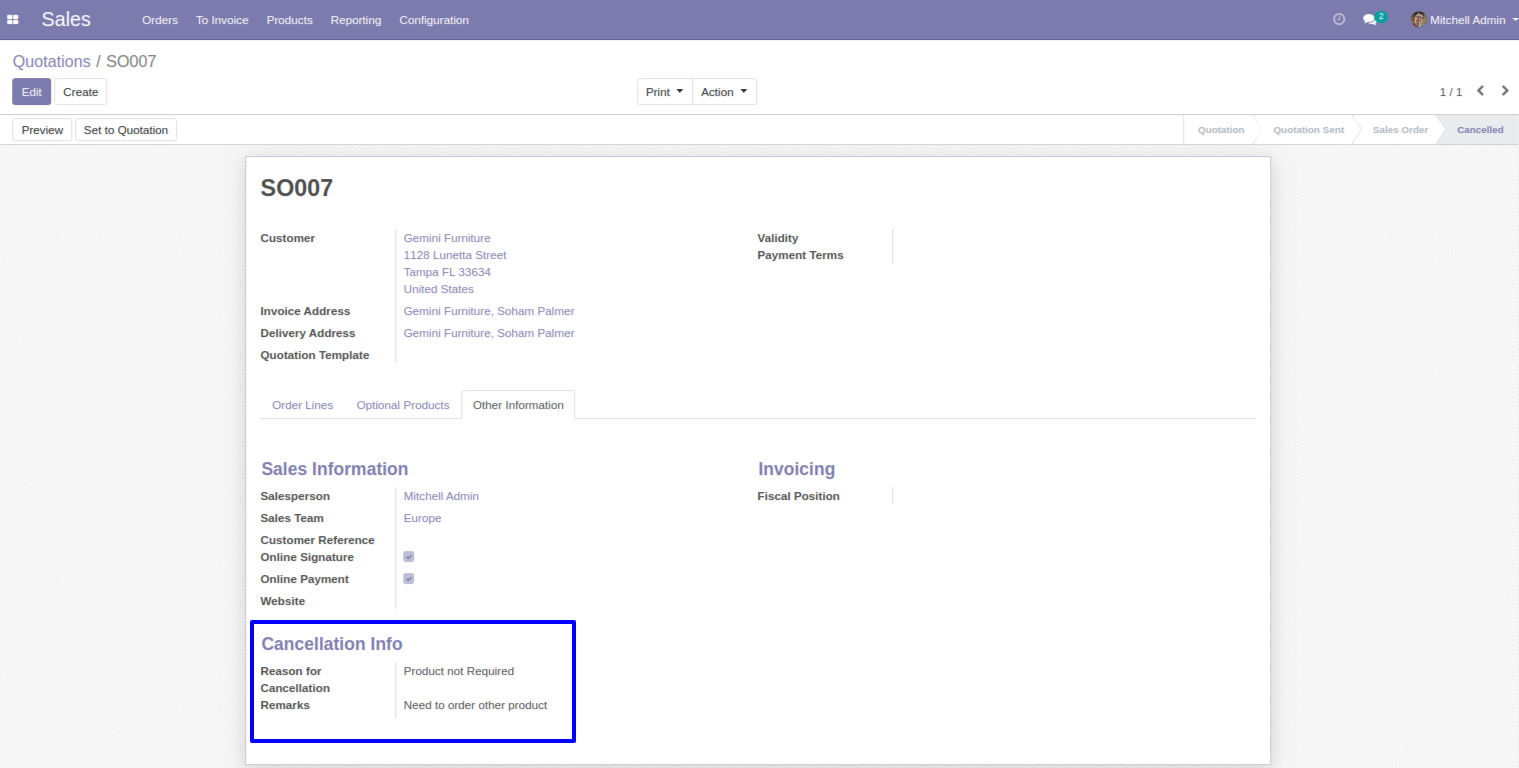 Sales Orders To Invoice Products Reporting Configuration 2 Mitchell Admin
Quotations / SO007
Edit Create Print Action 1 / 1
Preview Set to Quotation Quotation Quotation Sent Sales Order Cancelled
SO007
Customer Gemini Furniture Validity
1128 Lunetta Street Payment Terms
Tampa FL 33634
United States
Invoice Address Gemini Furniture, Soham Palmer
Delivery Address Gemini Furniture, Soham Palmer
Quotation Template
Order Lines Optional Products Other Information
Sales Information Invoicing
Salesperson Mitchell Admin Fiscal Position
Sales Team Europe
Customer Reference
Online Signature
Online Payment
Website
Cancellation Info
Reason for Product not Required
Cancellation
Remarks Need to order other product